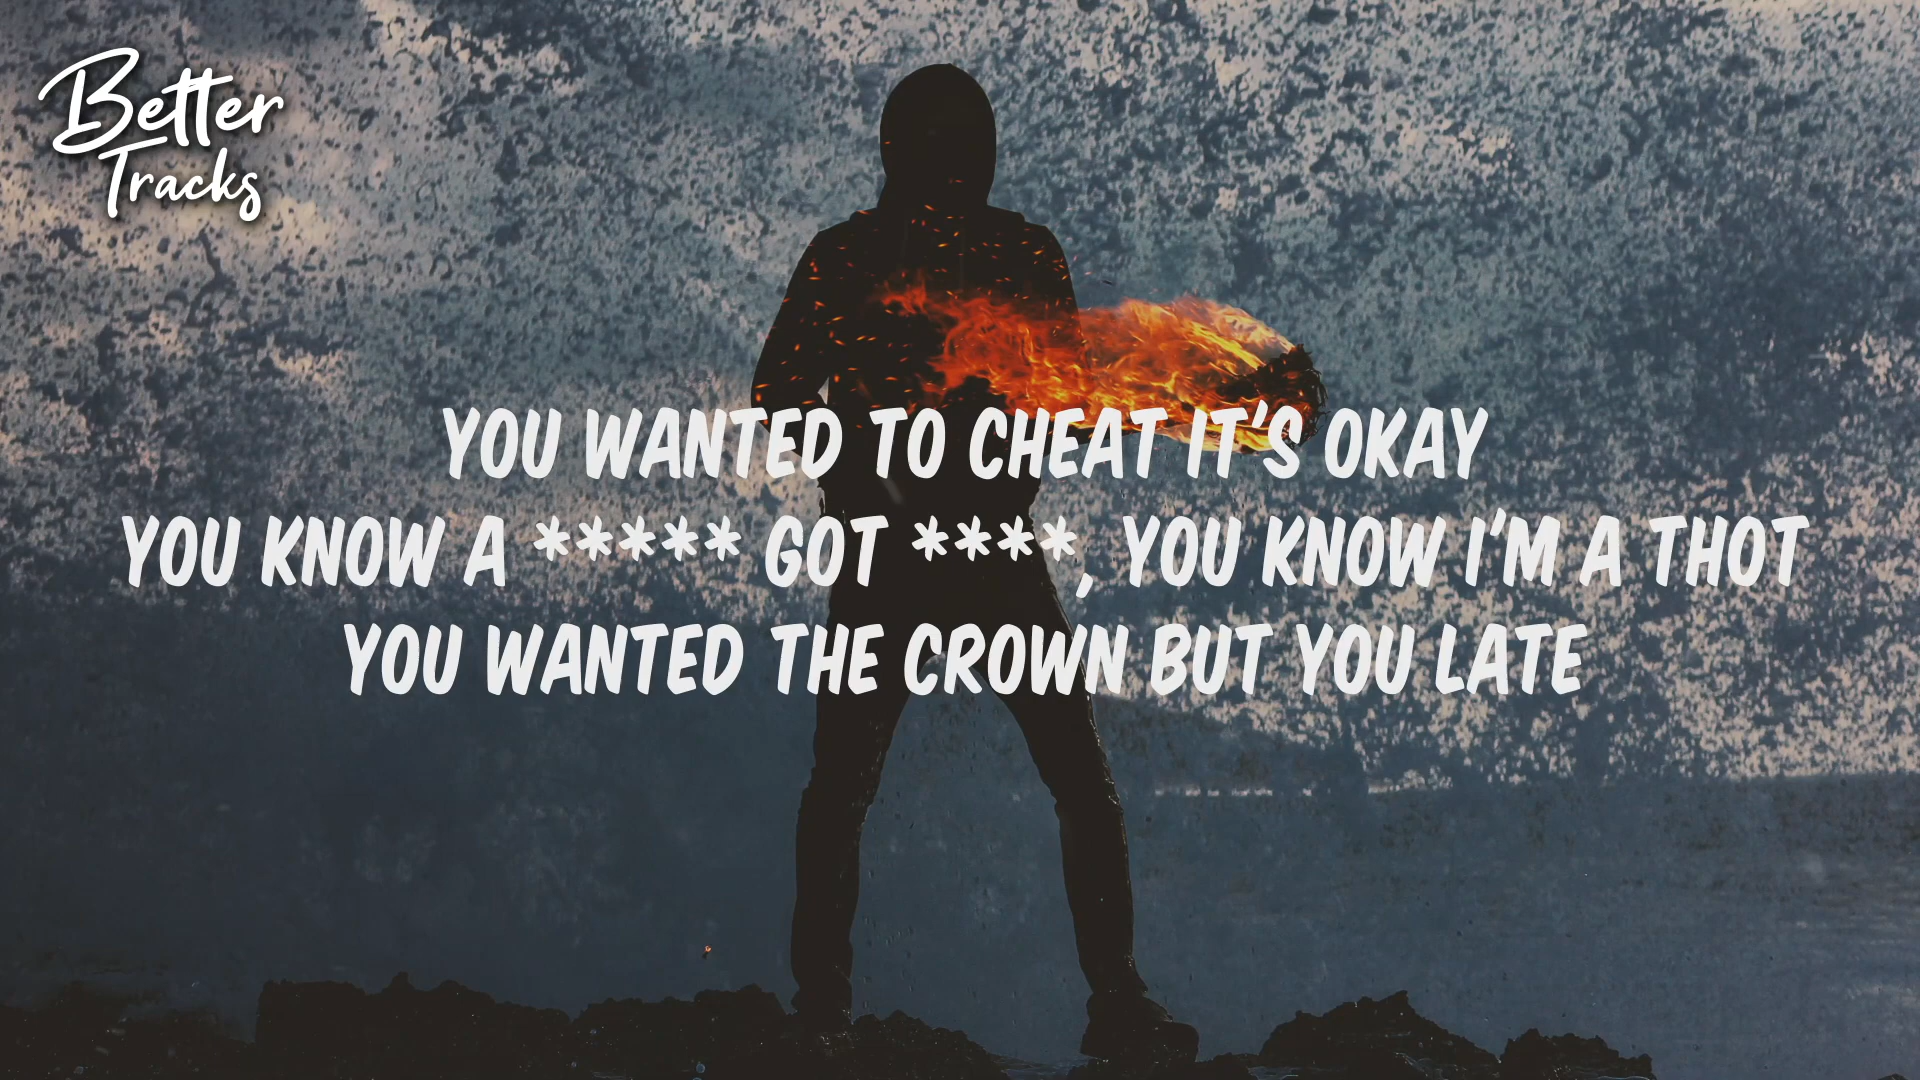 Better
Tracks
YOU WANTED TO CHEAT IT'S OKAY
YOU KNOW A ***** GOT ****, YOU KNOW I'M A THOT
YOU WANTED THE CROWN BUT YOU LATE